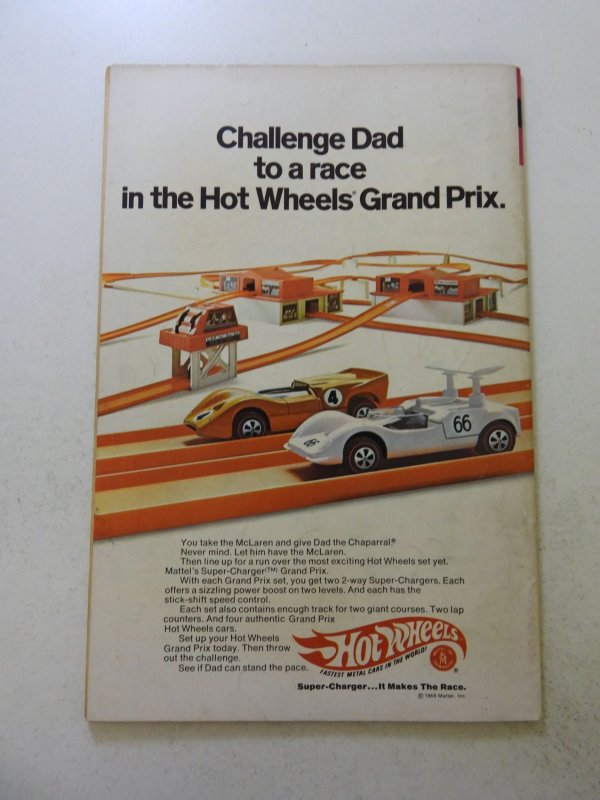 Challenge Dad
to a race
in the Hot Wheels® Grand Prix.
4
66
66
You take the McLaren and give Dad the Chaparral®
Never mind. Let him have the McLaren.
Then line up for a run over the most exciting Hot Wheels set yet.
Mattel's Super-Charger(TM) Grand Prix.
With each Grand Prix set, you get two 2-way Super-Chargers. Each
offers a sizzling power boost on two levels. And each has the
stick-shift speed control.
Each set also contains enough track for two giant courses. Two lap
counters. And four authentic Grand Prix
Hot Wheels cars.
Set up your Hot Wheels
Grand Prix today. Then throw
out the challenge.
See if Dad can stand the pace.
HOT WHEELS
FASTEST METAL CARS IN THE WORLD!
Super-Charger...It Makes The Race.
© 1969 Mattel, Inc